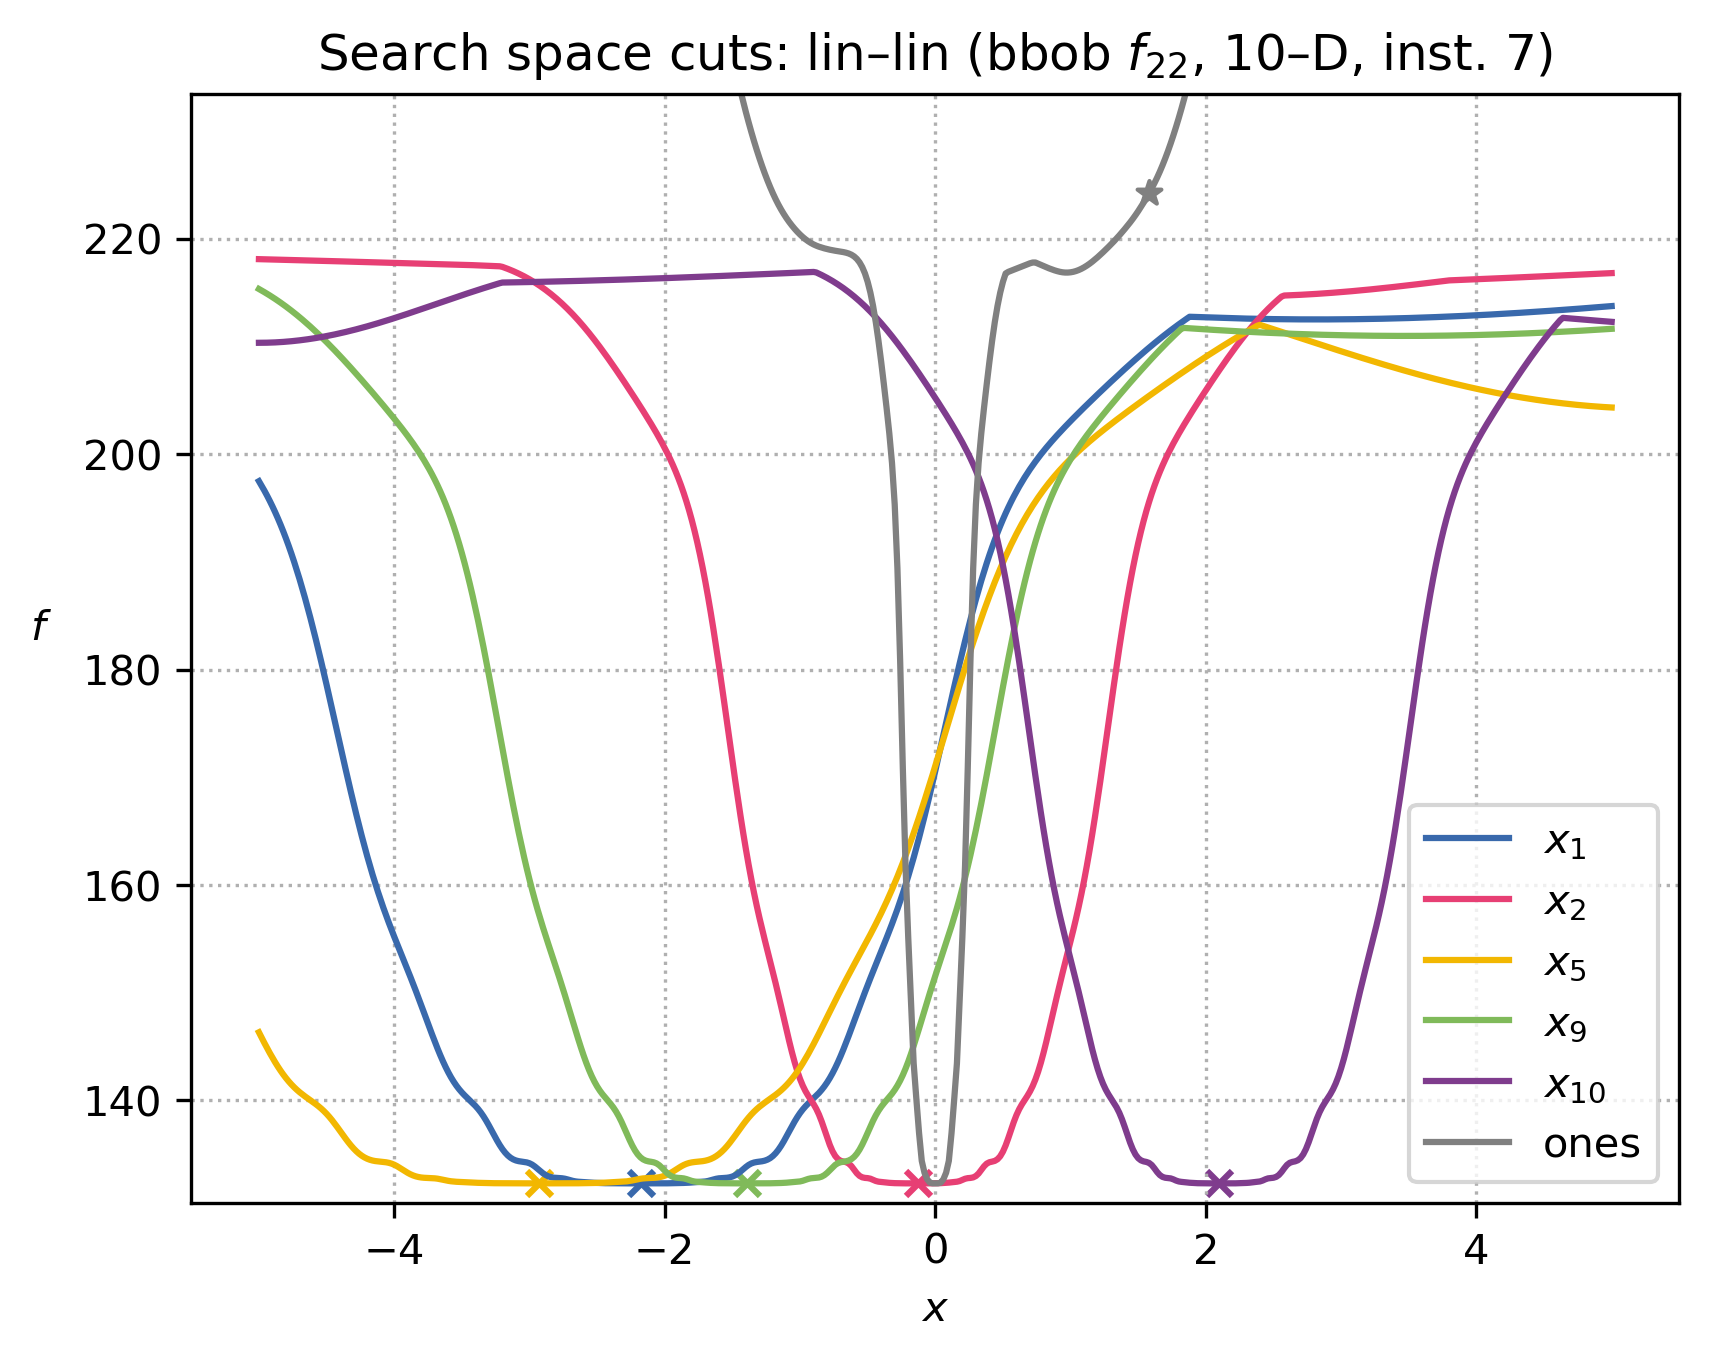 Search space cuts: lin–lin (bbob f₂₂, 10–D, inst. 7)
220
200
180
160
140
f
−4
−2
0
2
4
x
x₁
x₂
x₅
x₉
x₁₀
ones